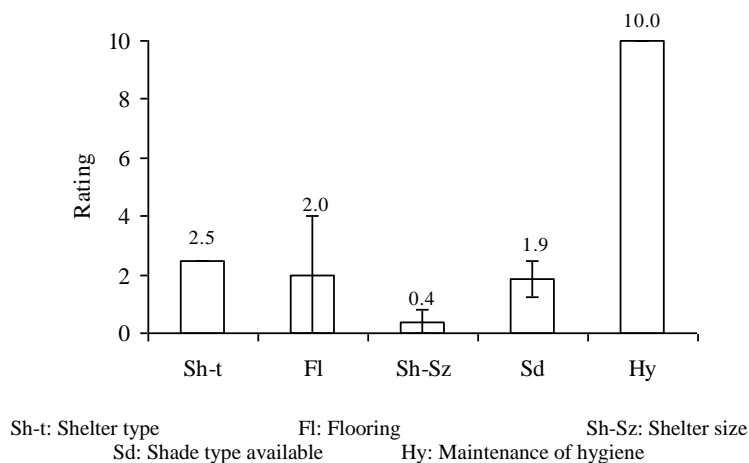 10.0
10
8
6
4
2
0
Rating
2.5
2.0
0.4
1.9
Sh-t Fl Sh-Sz Sd Hy
Sh-t: Shelter type Fl: Flooring Sh-Sz: Shelter size
Sd: Shade type available Hy: Maintenance of hygiene